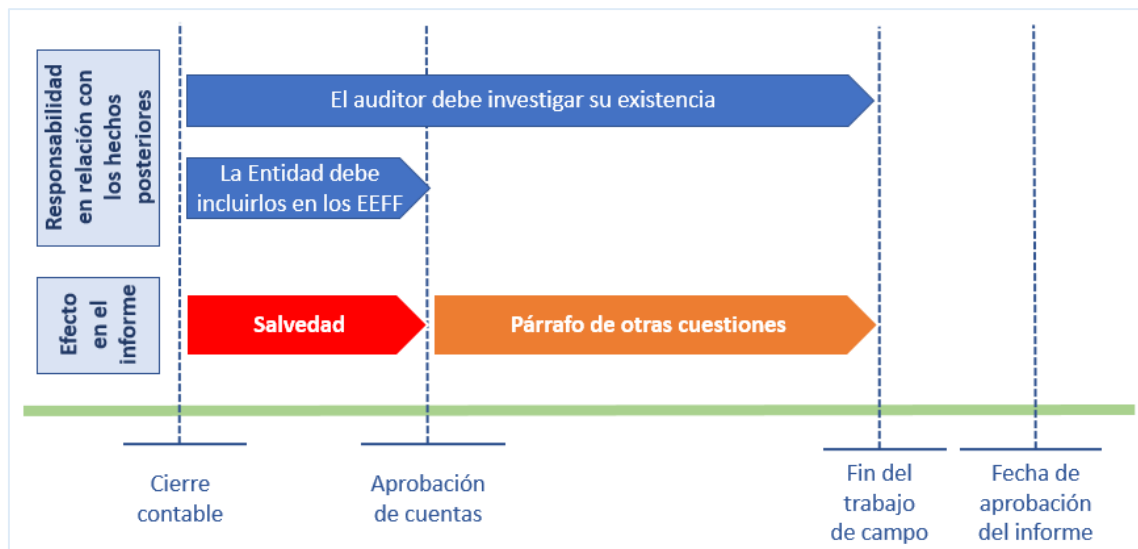 Responsabilidad
en relación con
los hechos
posteriores
El auditor debe investigar su existencia
La Entidad debe
incluirlos en los EEFF
Efecto
en el
informe
Salvedad
Párrafo de otras cuestiones
Cierre
contable
Aprobación
de cuentas
Fin del
trabajo
de campo
Fecha de
aprobación
del informe